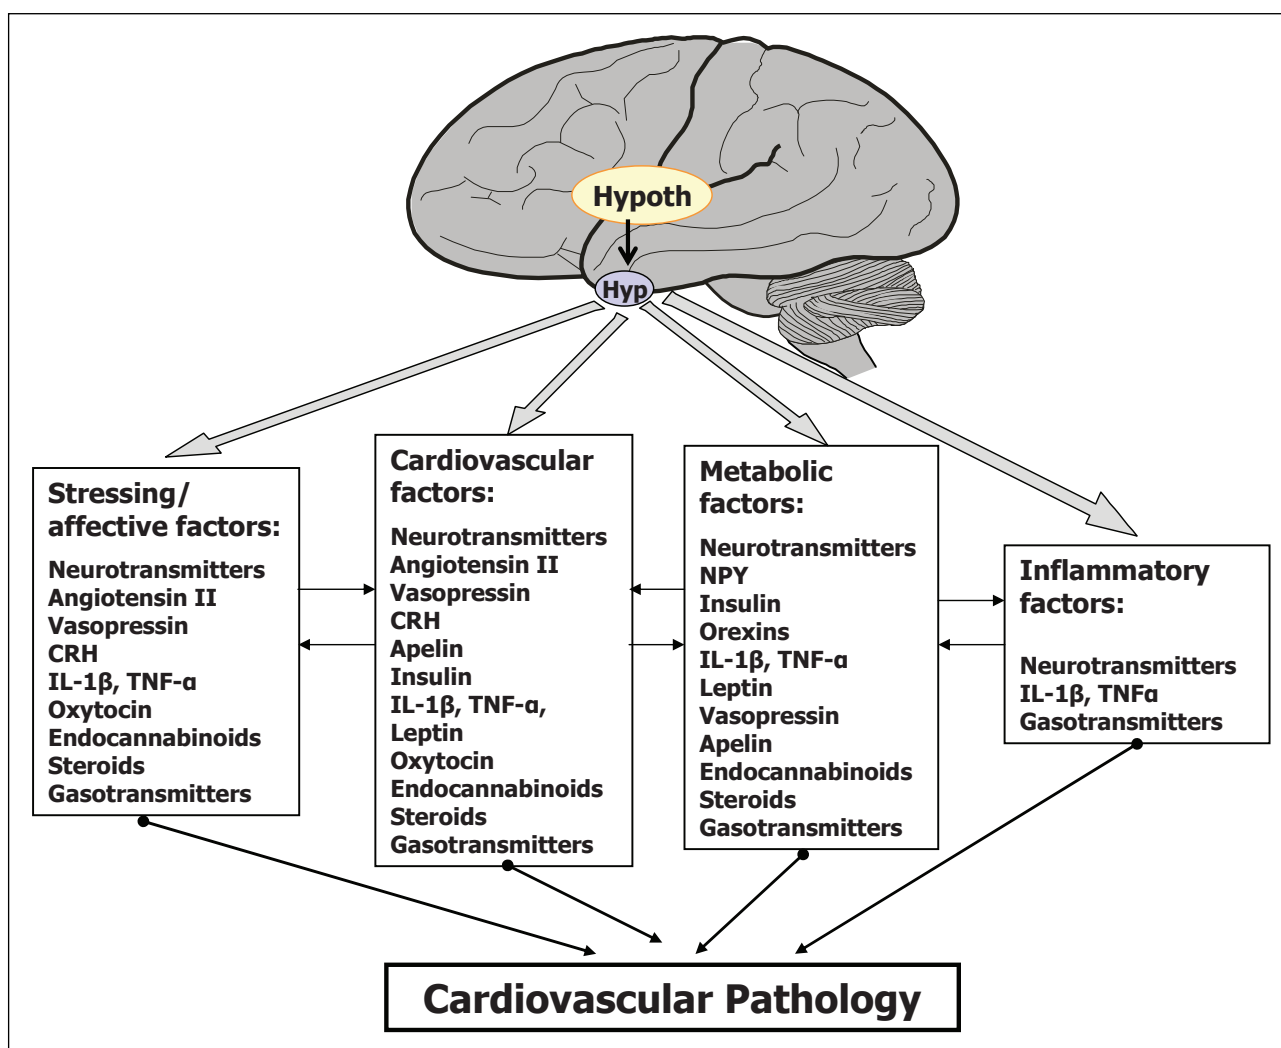 Hypoth
Hyp
Stressing/
affective factors:
Neurotransmitters
Angiotensin II
Vasopressin
CRH
IL-1β, TNF-α
Oxytocin
Endocannabinoids
Steroids
Gasotransmitters
Cardiovascular
factors:
Neurotransmitters
Angiotensin II
Vasopressin
CRH
Apelin
Insulin
IL-1β, TNF-α,
Leptin
Oxytocin
Endocannabinoids
Steroids
Gasotransmitters
Metabolic
factors:
Neurotransmitters
NPY
Insulin
Orexins
IL-1β, TNF-α
Leptin
Vasopressin
Apelin
Endocannabinoids
Steroids
Gasotransmitters
Inflammatory
factors:
Neurotransmitters
IL-1β, TNFα
Gasotransmitters
Cardiovascular Pathology